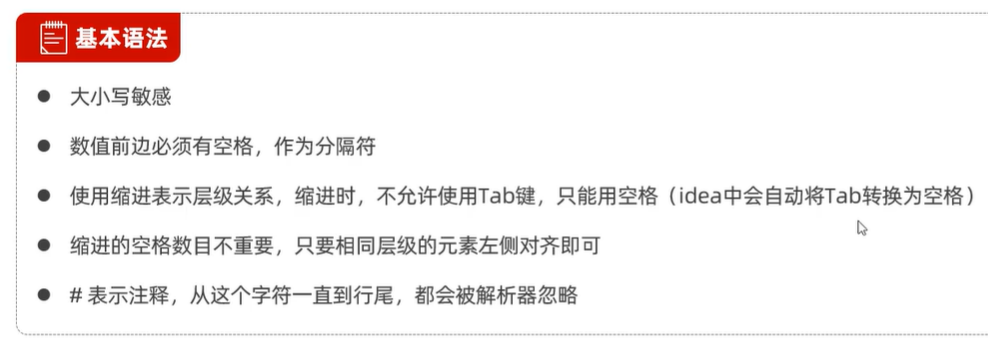 基本语法
大小写敏感
数值前边必须有空格，作为分隔符
使用缩进表示层级关系，缩进时，不允许使用Tab键，只能用空格（idea中会自动将Tab转换为空格）
缩进的空格数目不重要，只要相同层级的元素左侧对齐即可
# 表示注释，从这个字符一直到行尾，都会被解析器忽略